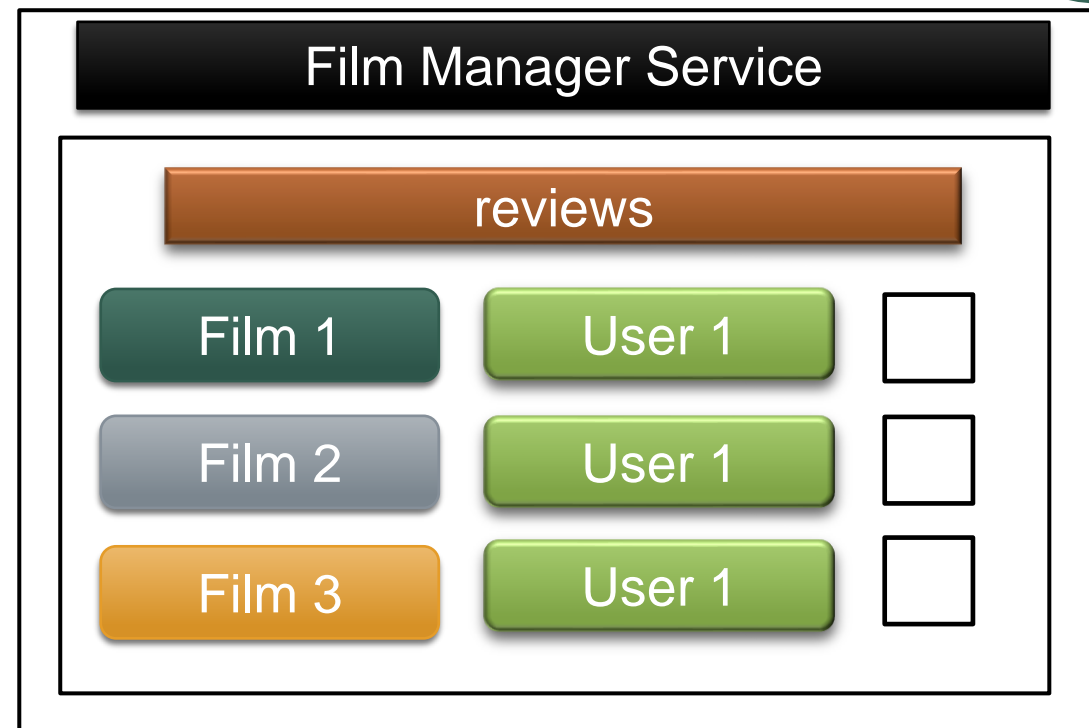 Film Manager Service
reviews
Film 1 User 1
Film 2 User 1
Film 3 User 1